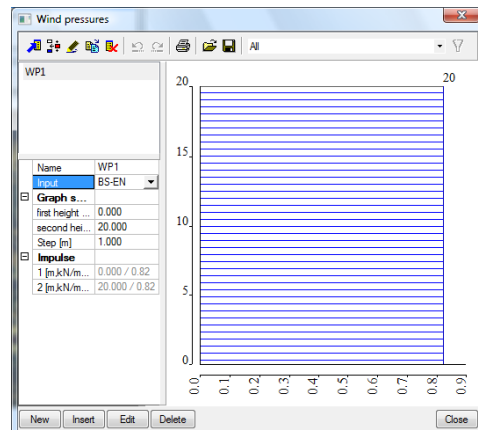 Wind pressures
All
WP1
Name WP1
Input BS-EN
Graph s...
first height ... 0.000
second hei... 20.000
Step [m] 1.000
Impulse
1 [m,kN/m... 0.000 / 0.82
2 [m,kN/m... 20.000 / 0.82
20
20
15
10
5
0
0.0 0.1 0.2 0.3 0.4 0.5 0.6 0.7 0.8 0.9
New Insert Edit Delete Close